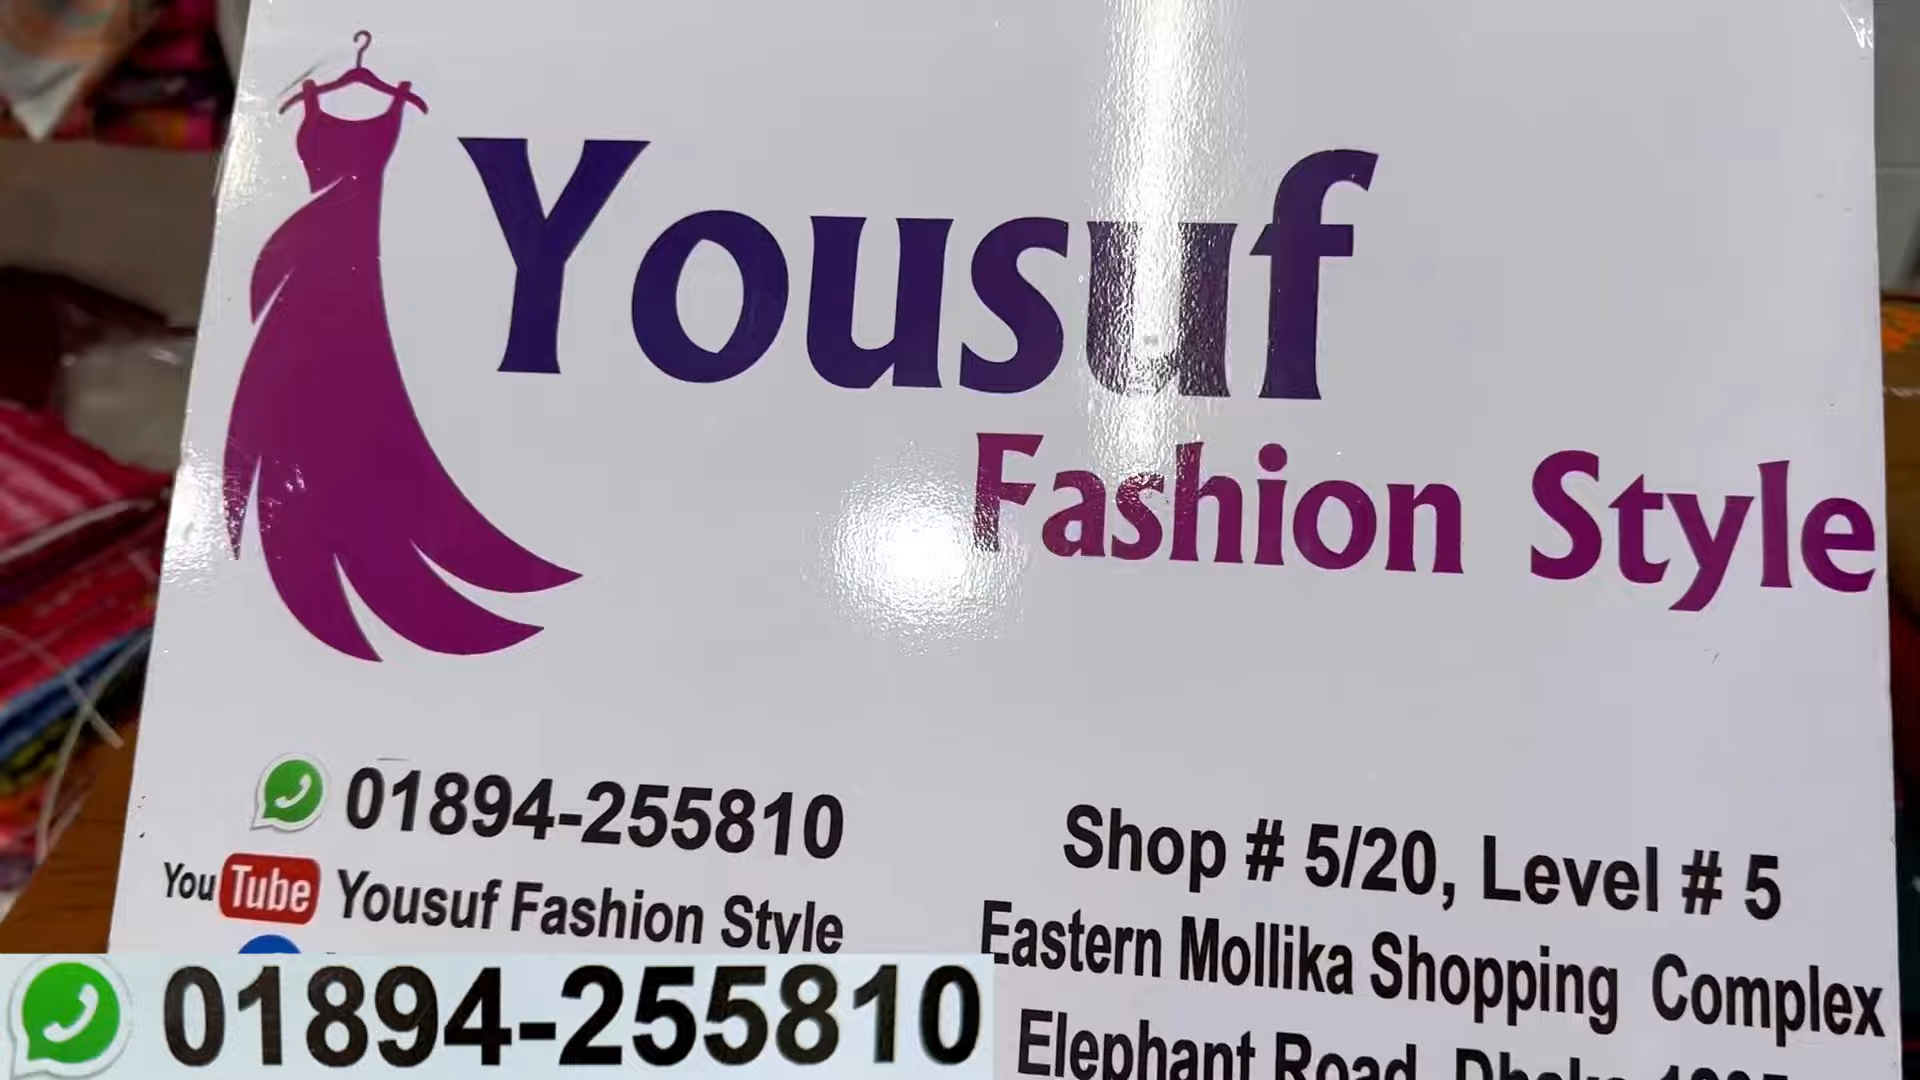 Yousuf
Fashion Style
01894-255810
YouTube Yousuf Fashion Style
Shop # 5/20, Level # 5
Eastern Mollika Shopping Complex
Elephant Road
01894-255810